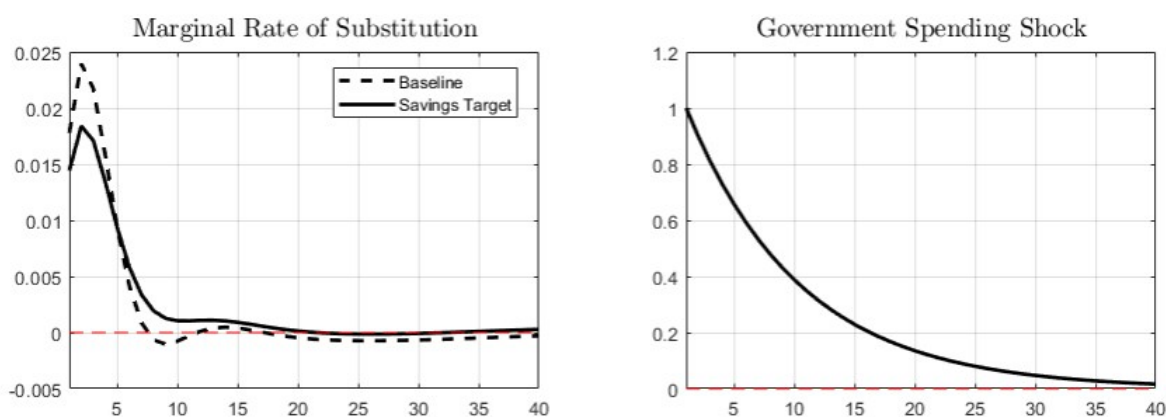 Marginal Rate of Substitution
0.025
0.02
0.015
0.01
0.005
0
-0.005
5 10 15 20 25 30 35 40
Baseline
Savings Target
Government Spending Shock
1.2
1
0.8
0.6
0.4
0.2
0
5 10 15 20 25 30 35 40